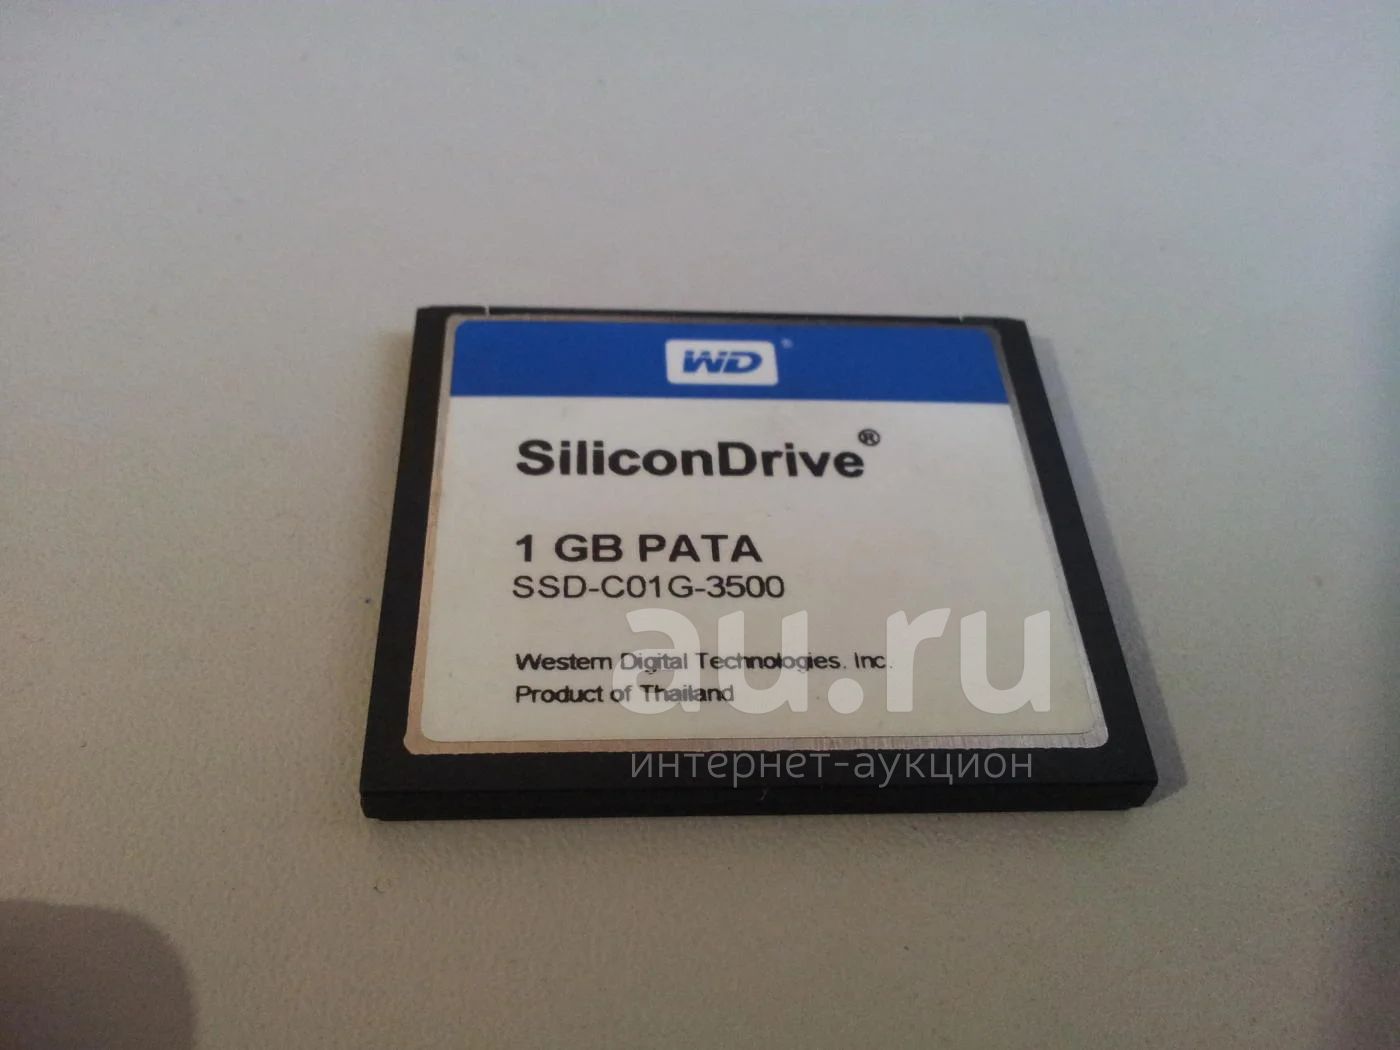 WD®
SiliconDrive®
1 GB PATA
SSD-C01G-3500
Western Digital Technologies. Inc.
Product of Thailand
au.ru
интернет-аукцион